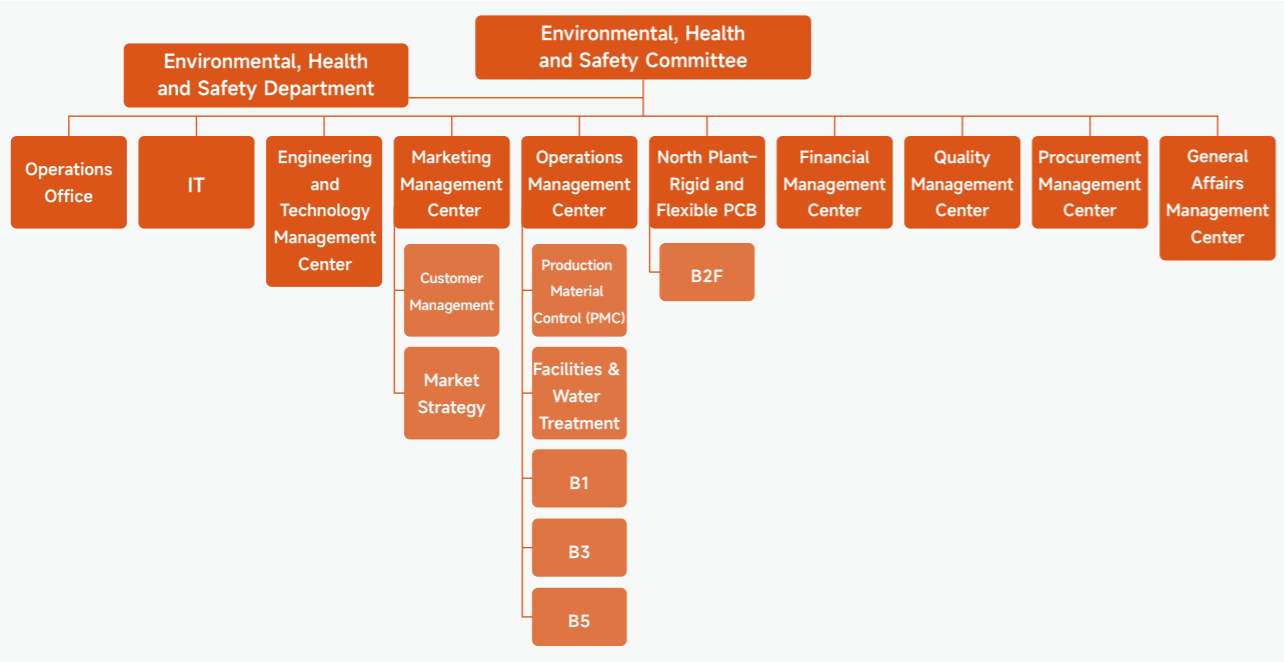 Environmental, Health
and Safety Committee
Environmental, Health
and Safety Department
Operations
Office
IT
Engineering
and
Technology
Management
Center
Marketing
Management
Center
Operations
Management
Center
North Plant-
Rigid and
Flexible PCB
Financial
Management
Center
Quality
Management
Center
Procurement
Management
Center
General
Affairs
Management
Center
Customer
Management
Market
Strategy
Production
Material
Control (PMC)
Facilities &
Water
Treatment
B1
B3
B5
B2F